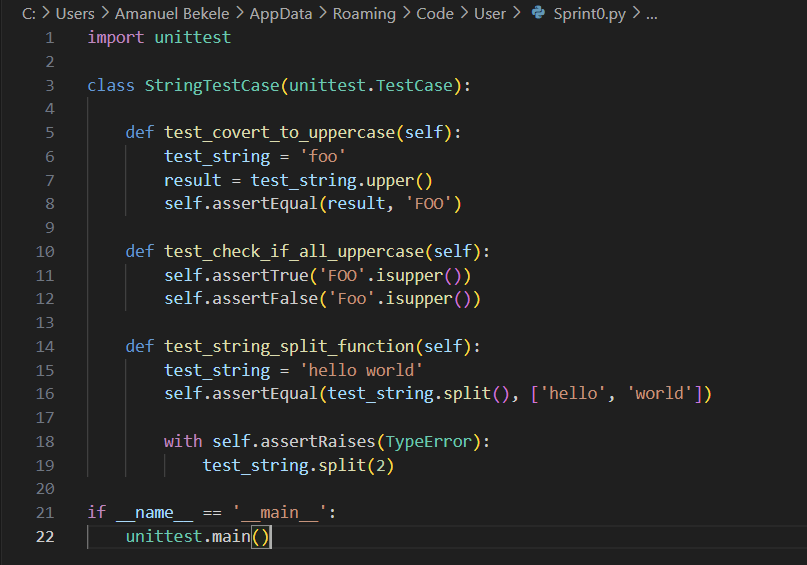 C: > Users > Amanuel Bekele > AppData > Roaming > Code > User > Sprint0.py > ...
1 import unittest
2
3 class StringTestCase(unittest.TestCase):
4
5     def test_covert_to_uppercase(self):
6         test_string = 'foo'
7         result = test_string.upper()
8         self.assertEqual(result, 'FOO')
9
10     def test_check_if_all_uppercase(self):
11         self.assertTrue('FOO'.isupper())
12         self.assertFalse('Foo'.isupper())
13
14     def test_string_split_function(self):
15         test_string = 'hello world'
16         self.assertEqual(test_string.split(), ['hello', 'world'])
17
18         with self.assertRaises(TypeError):
19             test_string.split(2)
20
21 if __name__ == '__main__':
22     unittest.main()